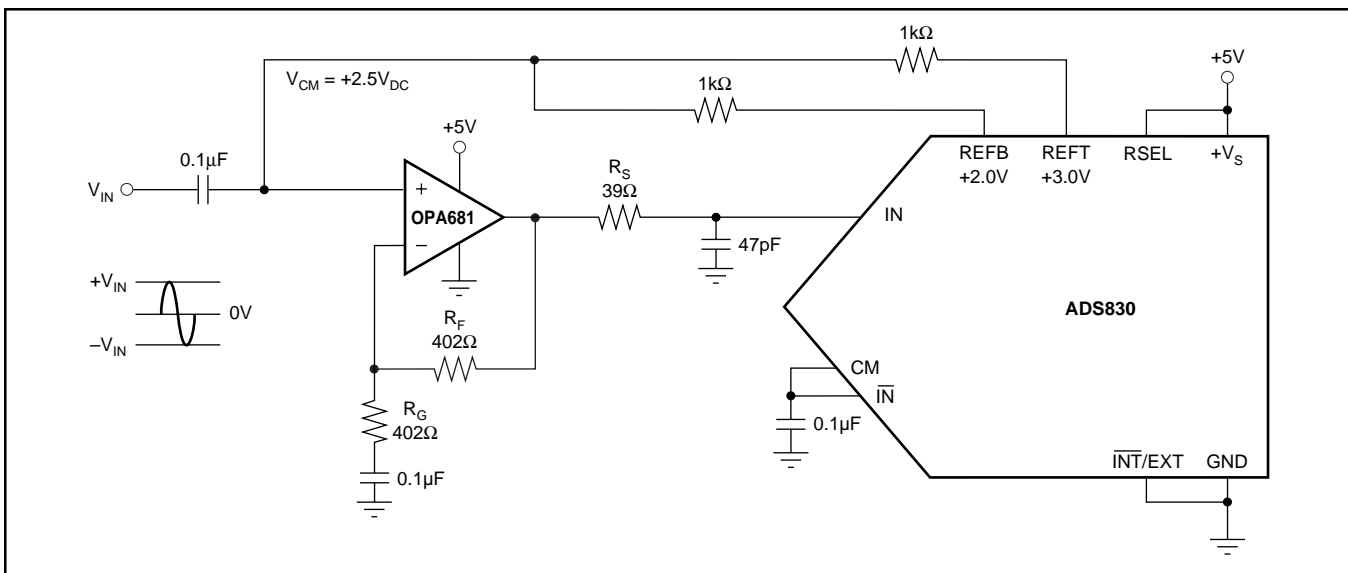 1kΩ
+5V
V_CM = +2.5V_DC
1kΩ
+5V
0.1µF
REFB
+2.0V
REFT
+3.0V
RSEL
+V_S
R_S
39Ω
V_IN
+
OPA681
–
IN
47pF
+V_IN
0V
–V_IN
ADS830
R_F
402Ω
CM
IN
R_G
402Ω
0.1µF
0.1µF
INT/EXT
GND